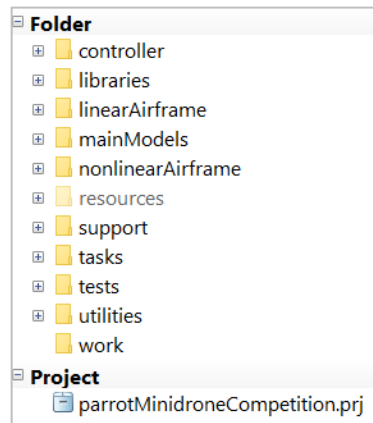 Folder
controller
libraries
linearAirframe
mainModels
nonlinearAirframe
resources
support
tasks
tests
utilities
work
Project
parrotMinidroneCompetition.prj